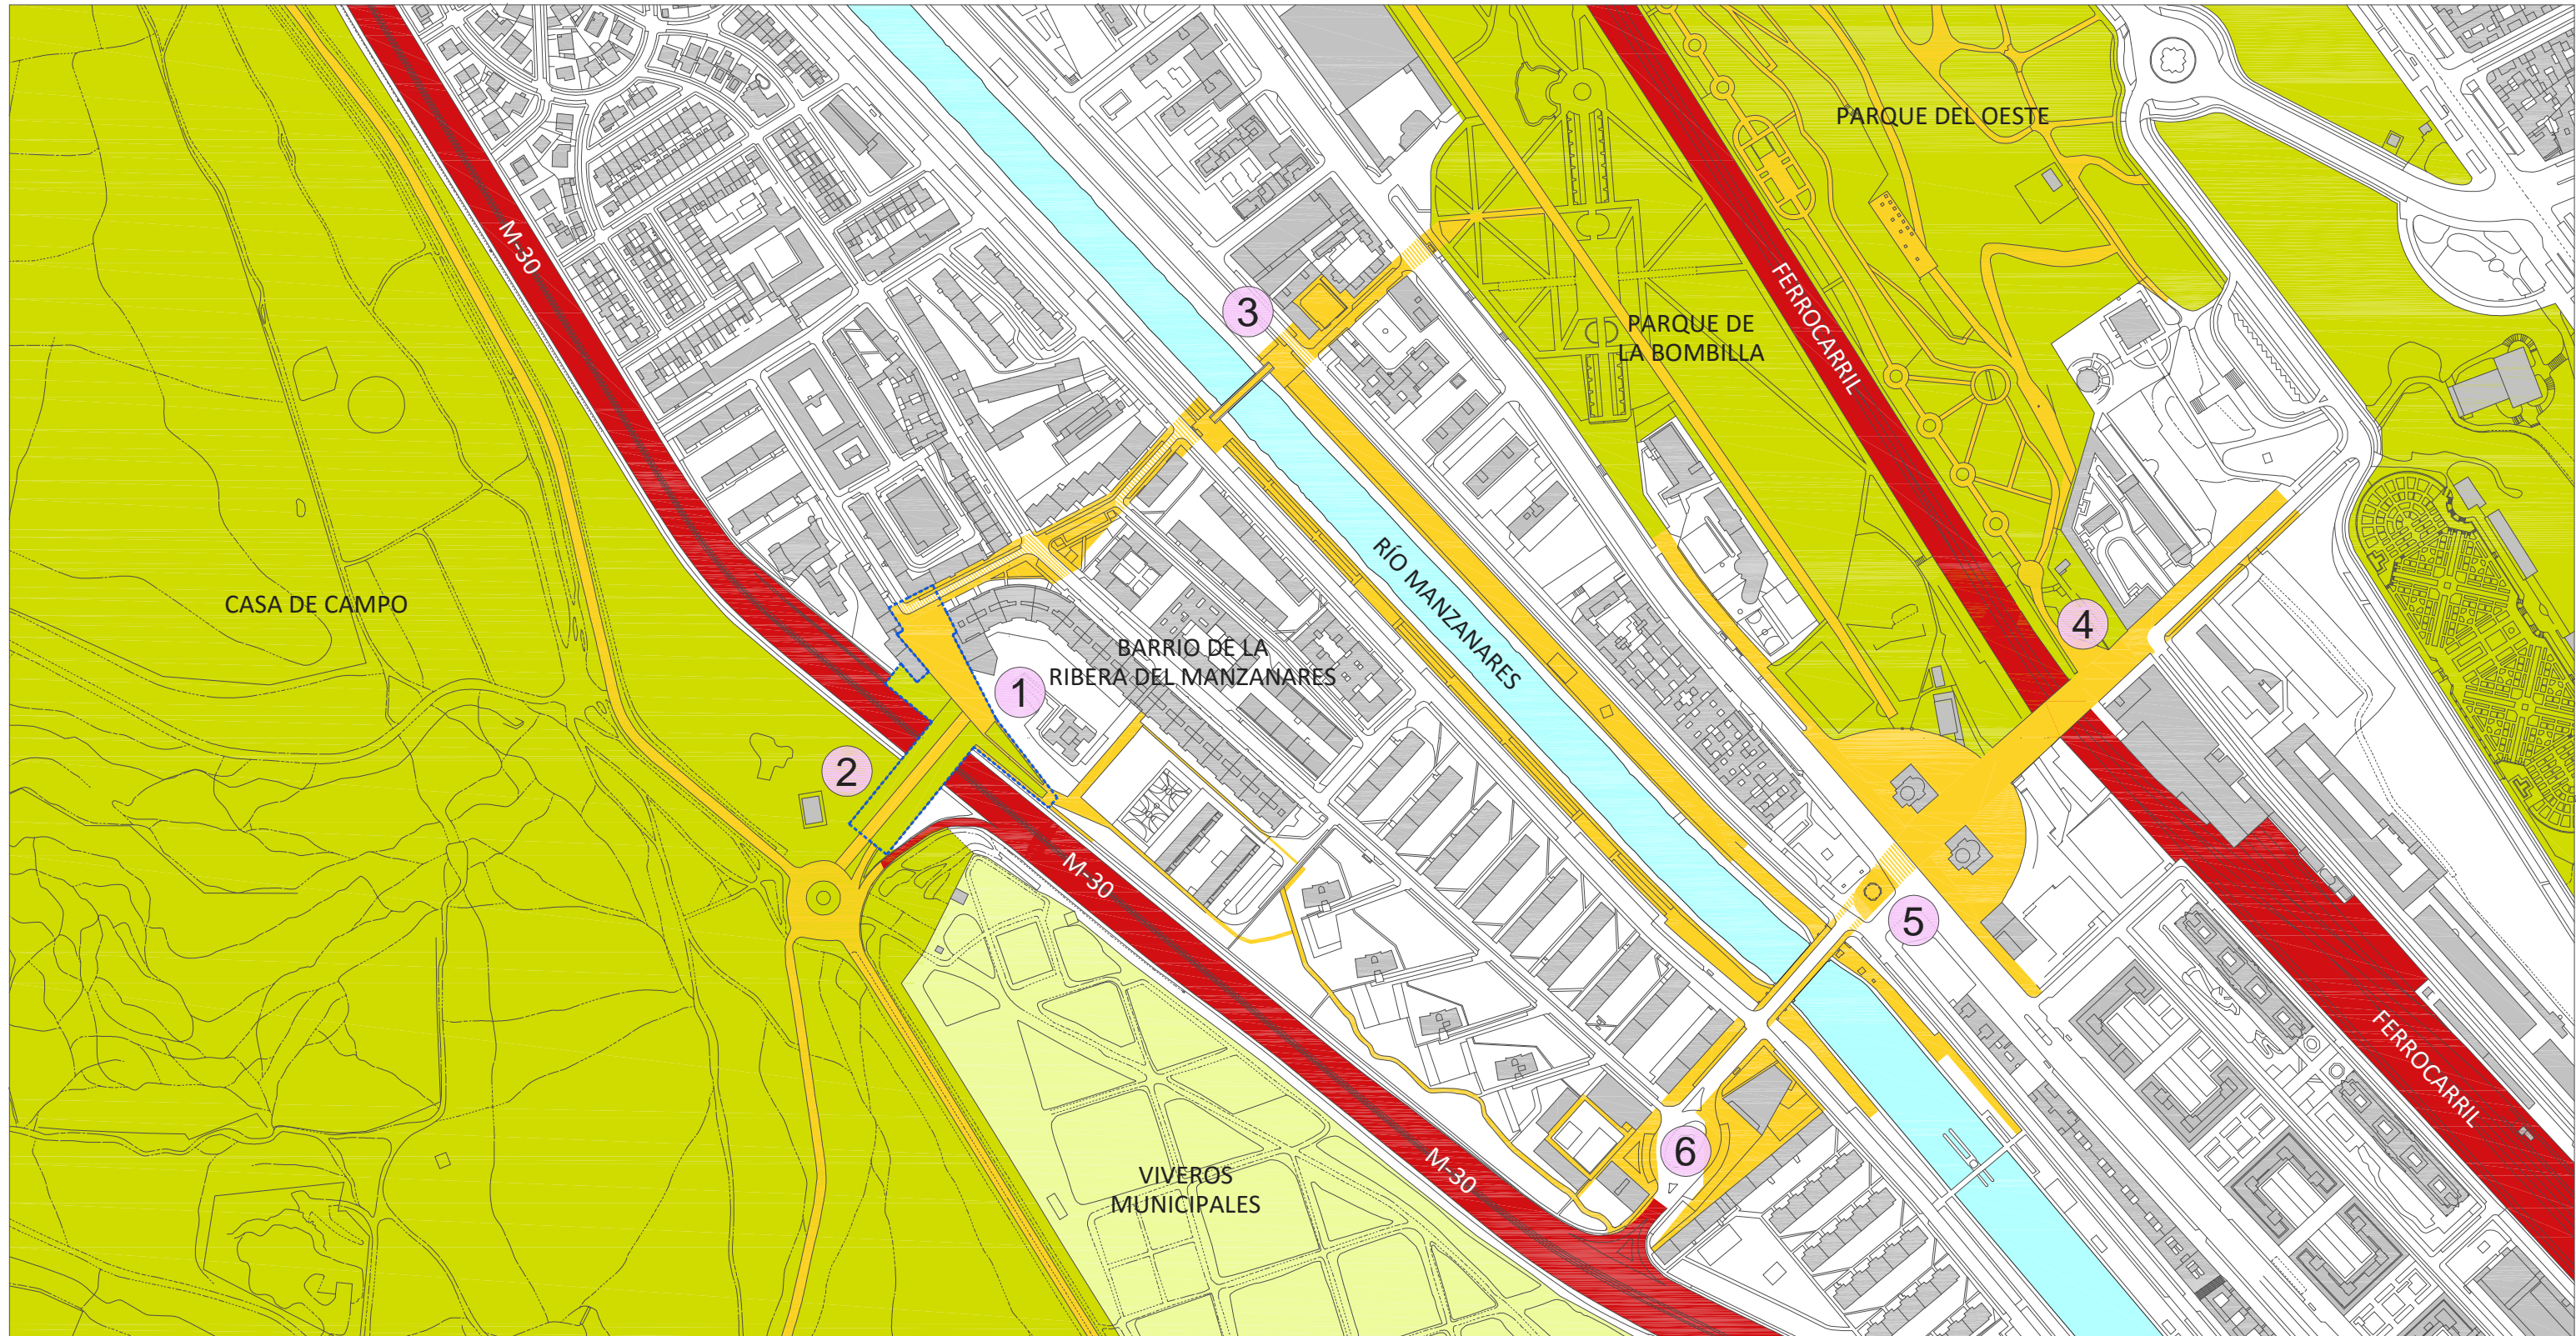 PARQUE DEL OESTE
M-30
FERROCARRIL
3
PARQUE DE
LA BOMBILLA
RÍO MANZANARES
CASA DE CAMPO
4
BARRIO DE LA
RIBERA DEL MANZANARES
1
2
M-30
5
FERROCARRIL
6
M-30
VIVEROS
MUNICIPALES